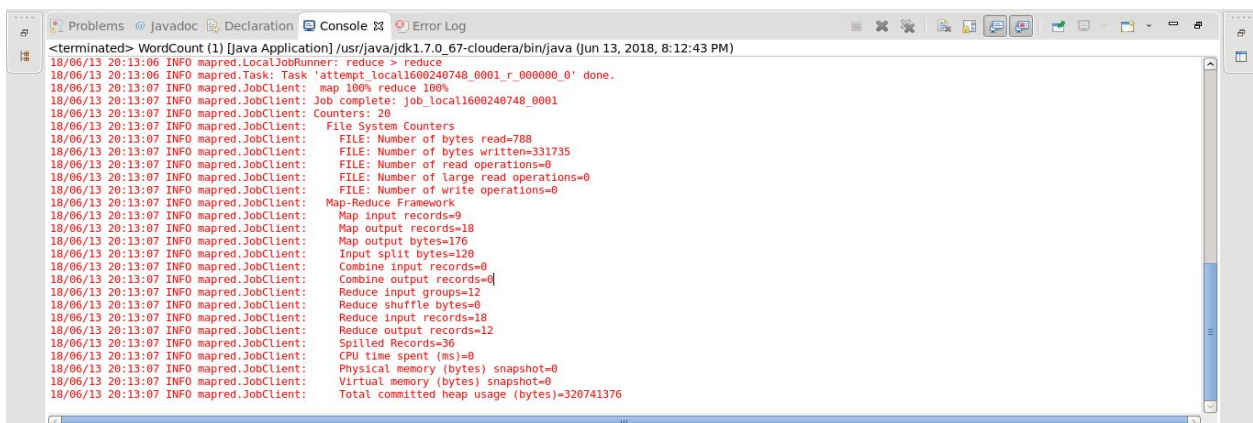 Problems @ Javadoc Declaration Console Error Log
<terminated> WordCount (1) [Java Application] /usr/java/jdk1.7.0_67-cloudera/bin/java (Jun 13, 2018, 8:12:43 PM)
18/06/13 20:13:06 INFO mapred.LocalJobRunner: reduce > reduce
18/06/13 20:13:06 INFO mapred.Task: Task 'attempt_local1600240748_0001_r_000000_0' done.
18/06/13 20:13:07 INFO mapred.JobClient:  map 100% reduce 100%
18/06/13 20:13:07 INFO mapred.JobClient: Job complete: job_local1600240748_0001
18/06/13 20:13:07 INFO mapred.JobClient: Counters: 20
18/06/13 20:13:07 INFO mapred.JobClient:   File System Counters
18/06/13 20:13:07 INFO mapred.JobClient:     FILE: Number of bytes read=788
18/06/13 20:13:07 INFO mapred.JobClient:     FILE: Number of bytes written=331735
18/06/13 20:13:07 INFO mapred.JobClient:     FILE: Number of read operations=0
18/06/13 20:13:07 INFO mapred.JobClient:     FILE: Number of large read operations=0
18/06/13 20:13:07 INFO mapred.JobClient:     FILE: Number of write operations=0
18/06/13 20:13:07 INFO mapred.JobClient:   Map-Reduce Framework
18/06/13 20:13:07 INFO mapred.JobClient:     Map input records=9
18/06/13 20:13:07 INFO mapred.JobClient:     Map output records=18
18/06/13 20:13:07 INFO mapred.JobClient:     Map output bytes=176
18/06/13 20:13:07 INFO mapred.JobClient:     Input split bytes=120
18/06/13 20:13:07 INFO mapred.JobClient:     Combine input records=0
18/06/13 20:13:07 INFO mapred.JobClient:     Combine output records=0
18/06/13 20:13:07 INFO mapred.JobClient:     Reduce input groups=12
18/06/13 20:13:07 INFO mapred.JobClient:     Reduce shuffle bytes=0
18/06/13 20:13:07 INFO mapred.JobClient:     Reduce input records=18
18/06/13 20:13:07 INFO mapred.JobClient:     Reduce output records=12
18/06/13 20:13:07 INFO mapred.JobClient:     Spilled Records=36
18/06/13 20:13:07 INFO mapred.JobClient:     CPU time spent (ms)=0
18/06/13 20:13:07 INFO mapred.JobClient:     Physical memory (bytes) snapshot=0
18/06/13 20:13:07 INFO mapred.JobClient:     Virtual memory (bytes) snapshot=0
18/06/13 20:13:07 INFO mapred.JobClient:     Total committed heap usage (bytes)=320741376